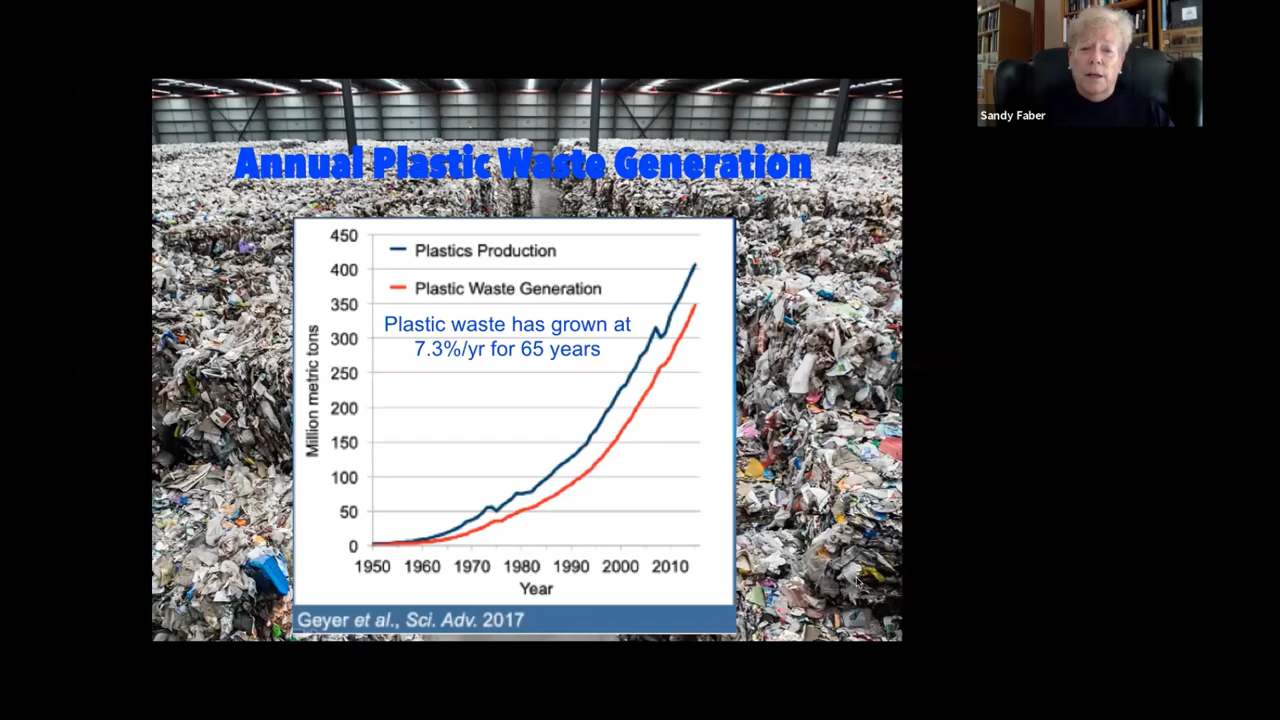 Sandy Faber
Annual Plastic Waste Generation
450
400
350
300
250
200
150
100
50
0
Million metric tons
Plastics Production
Plastic Waste Generation
Plastic waste has grown at
7.3%/yr for 65 years
1950 1960 1970 1980 1990 2000 2010
Year
Geyer et al., Sci. Adv. 2017